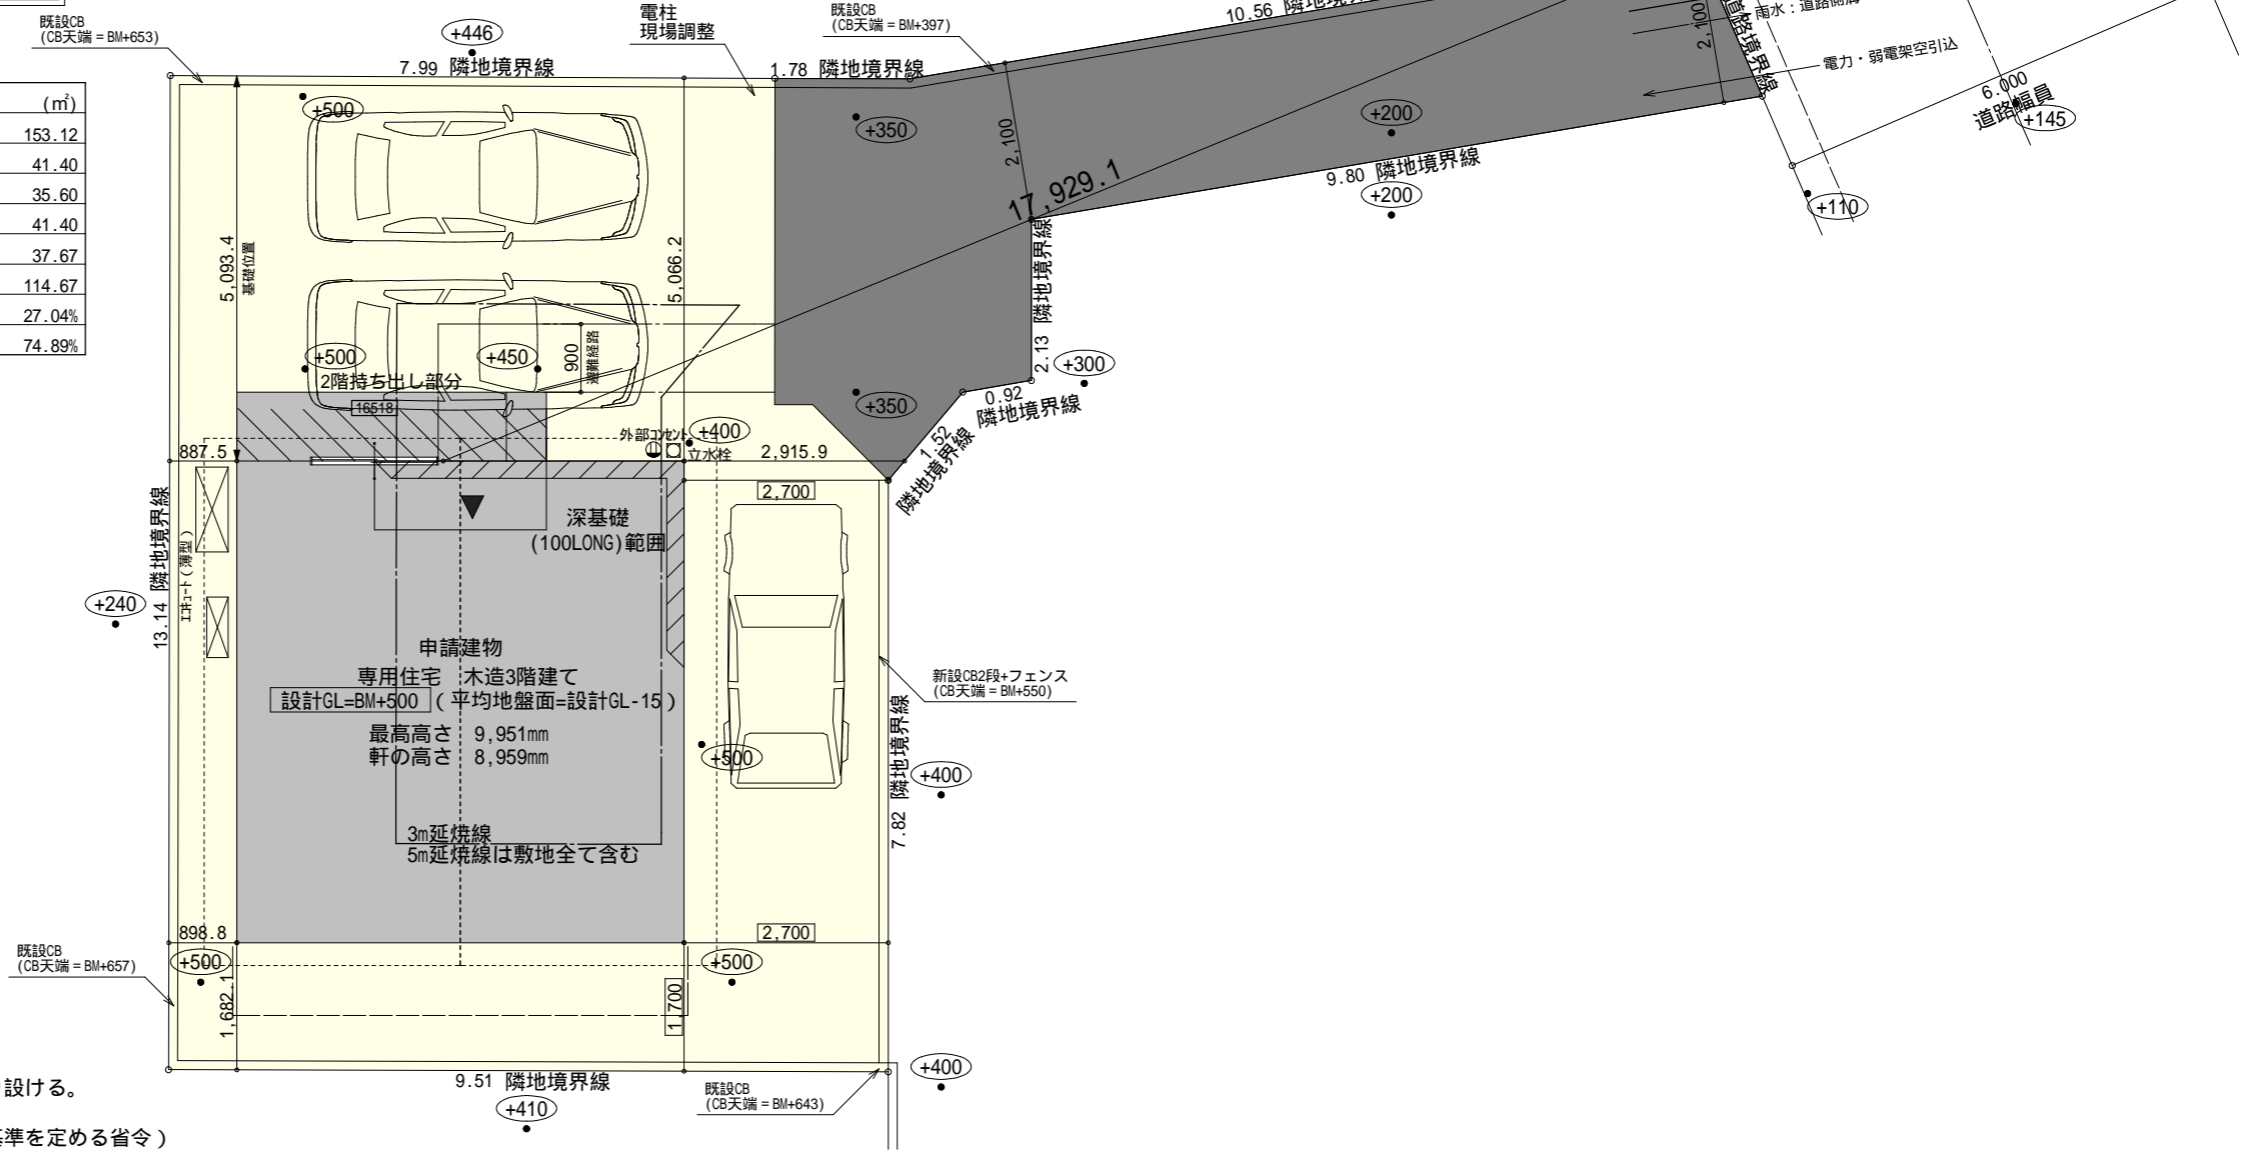 既設CB
(CB天端＝BM+653)
+446
電柱
現場調整
既設CB
(CB天端＝BM+397)
10.56 隣地境界線
2,100
道路境界線
雨水：道路側溝
電力・弱電架空引込
6.000
道路幅員
+145
+110
7.99 隣地境界線
1.78 隣地境界線
(㎡)
153.12
41.40
35.60
41.40
37.67
114.67
27.04%
74.89%
+500
+350
+200
2,100
17,929.1
9.80 隣地境界線
+200
5,093.4
基礎位置
5,066.2
2.13 隣地境界線
+300
0.92
隣地境界線
1.52
隣地境界線
+500
+450
900
避難経路
2階持ち出し部分
16518
+350
外部コンセント
+400
立水栓
887.5
2,915.9
2,700
深基礎
(100LONG)範囲
13.14 隣地境界線
エコキュート(薄型)
+240
申請建物
専用住宅　木造3階建て
設計GL=BM+500
(平均地盤面=設計GL-15)
最高高さ　9,951mm
軒の高さ　8,959mm
+500
新設CB2段+フェンス
(CB天端＝BM+550)
7.82 隣地境界線
+400
3m延焼線
5m延焼線は敷地全て含む
898.8
2,700
既設CB
(CB天端＝BM+657)
+500
+500
1,682.1
1,700
9.51 隣地境界線
+410
既設CB
(CB天端＝BM+643)
+400
設ける。
基準を定める省令)